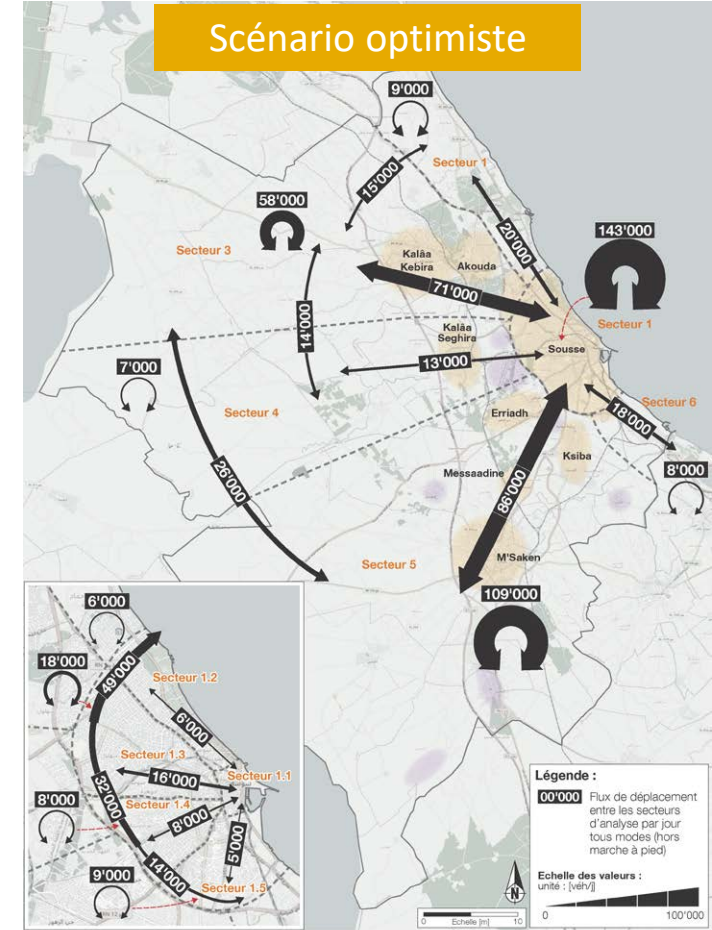 Scénario optimiste
9'000
Secteur 1
15'000
58'000
20'000
143'000
Secteur 3
Kalâa
Kebira
Akouda
71'000
Secteur 1
14'000
Kalâa
Seghira
Sousse
13'000
7'000
Secteur 6
Secteur 4
18'000
Erriadh
Ksiba
26'000
Messaadine
8'000
86'000
M'Saken
Secteur 5
109'000
6'000
18'000
49'000
Secteur 1.2
6'000
Secteur 1.3
Secteur 1.1
16'000
32'000
Secteur 1.4
8'000
8'000
5'000
9'000
14'000
Secteur 1.5
Légende :
00'000 Flux de déplacement
entre les secteurs
d'analyse par jour
tous modes (hors
marche à pied)
Echelle des valeurs :
unité : [véh/j]
0 100'000
N
0 Echelle [m] 10